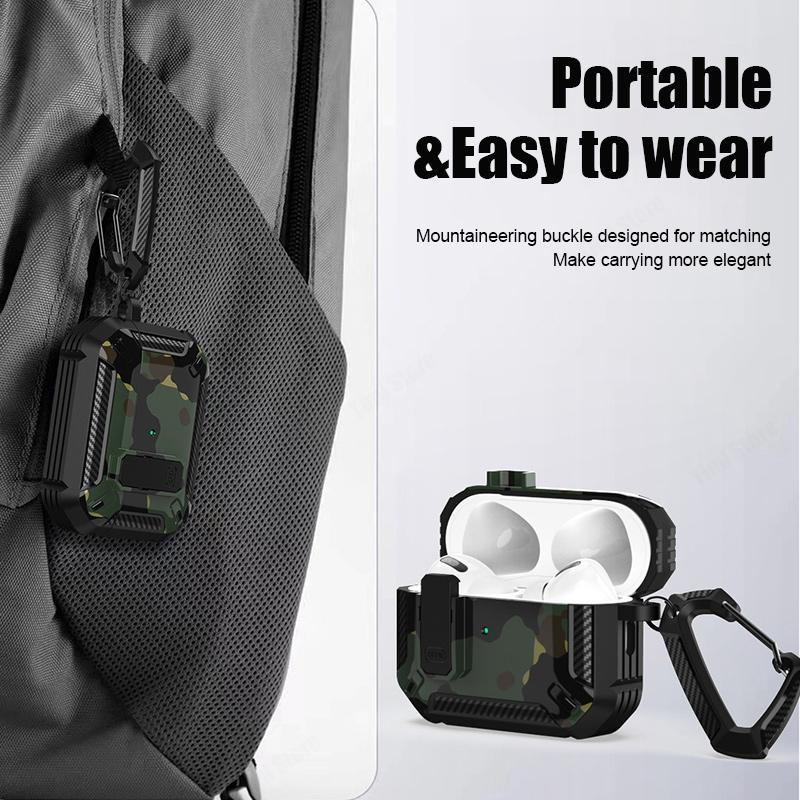 Portable
&Easy to wear
Mountaineering buckle designed for matching
Make carrying more elegant